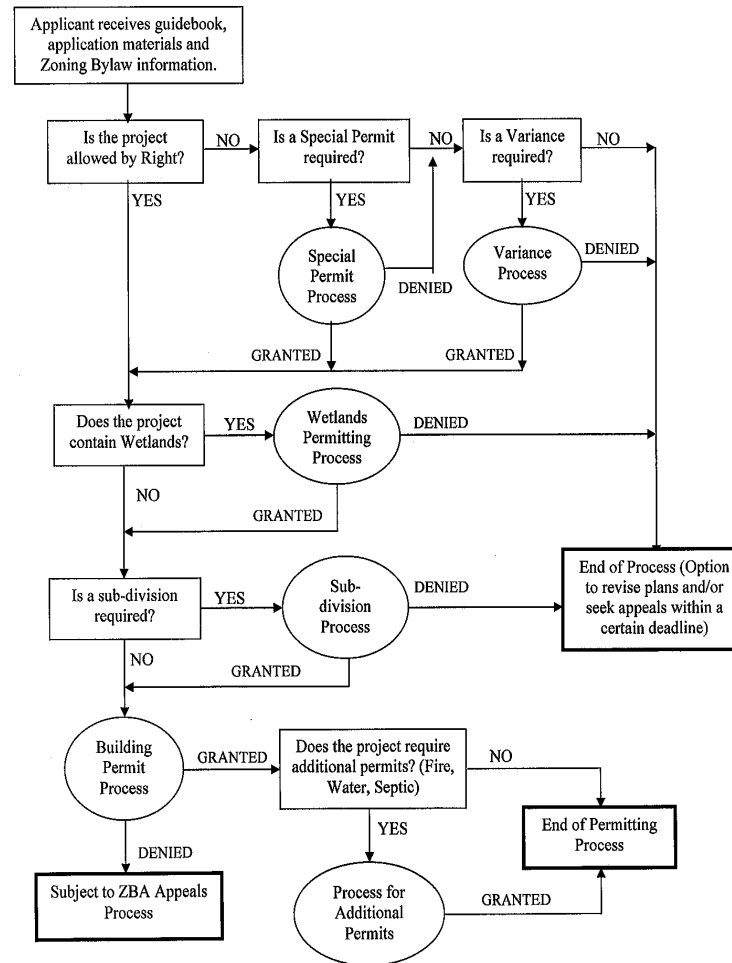 Applicant receives guidebook,
application materials and
Zoning Bylaw information.
Is the project
allowed by Right?
NO
Is a Special Permit
required?
NO
Is a Variance
required?
NO
YES
YES
YES
Special
Permit
Process
DENIED
Variance
Process
DENIED
GRANTED
GRANTED
Does the project
contain Wetlands?
YES
Wetlands
Permitting
Process
DENIED
NO
GRANTED
Is a sub-division
required?
YES
Sub-
division
Process
DENIED
End of Process (Option
to revise plans and/or
seek appeals within a
certain deadline)
NO
GRANTED
Building
Permit
Process
GRANTED
Does the project require
additional permits? (Fire,
Water, Septic)
NO
YES
End of Permitting
Process
DENIED
Subject to ZBA Appeals
Process
Process for
Additional
Permits
GRANTED